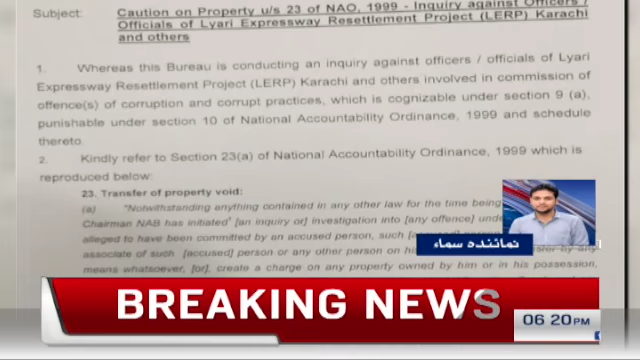 Subject: Caution on Property u/s 23 of NAO, 1999 - Inquiry against Officers /
Officials of Lyari Expressway Resettlement Project (LERP) Karachi
and others
1. Whereas this Bureau is conducting an inquiry against officers / officials of Lyari
Expressway Resettlement Project (LERP) Karachi and others involved in commission of
offence(s) of corruption and corrupt practices, which is cognizable under section 9 (a),
punishable under section 10 of National Accountability Ordinance, 1999 and schedule
thereto.
2. Kindly refer to Section 23(a) of National Accountability Ordinance, 1999 which is
reproduced below:
23. Transfer of property void:
(a) "Notwithstanding anything contained in any other law for the time being
Chairman NAB has initiated" [an inquiry or] investigation into [any offence] under
alleged to have been committed by an accused person, such
associate of such [accused] person or any other person on his by any
means whatsoever, [or], create a charge on any property owned by him or in his possession,
نمائندہ سماء
BREAKING NEWS
06:20PM